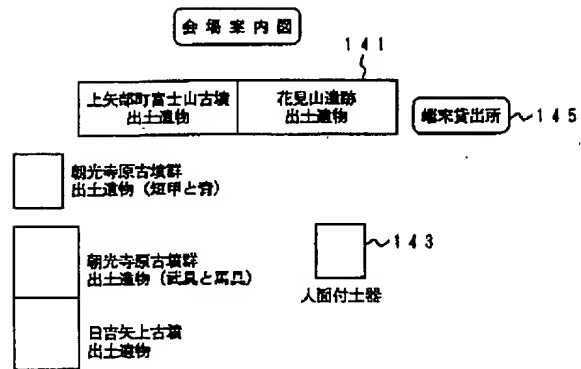 会場案内図
141
上矢部町富士山古墳
出土遺物
花見山遺跡
出土遺物
端末貸出所
145
朝光寺原古墳群
出土遺物(短甲と冑)
朝光寺原古墳群
出土遺物(武具と馬具)
143
人面付土器
日吉矢上古墳
出土遺物